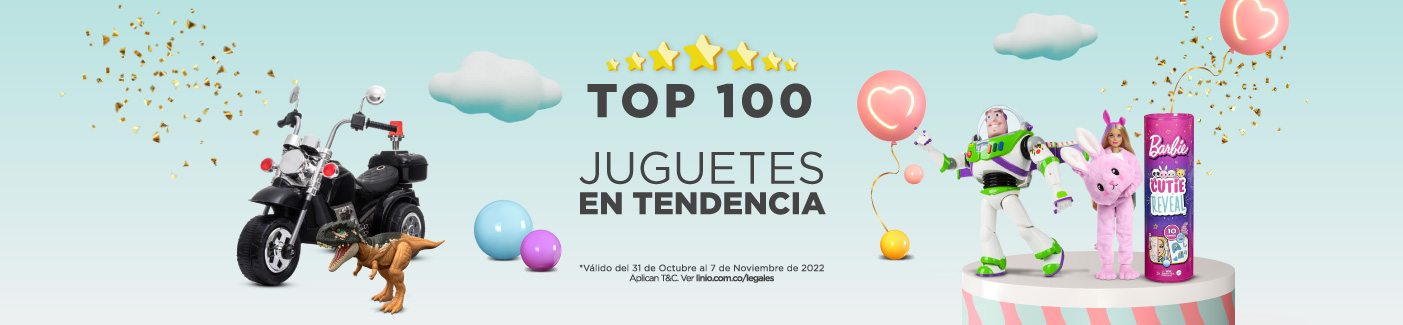 TOP 100
JUGUETES
EN TENDENCIA
*Válido del 31 de Octubre al 7 de Noviembre de 2022
Aplican T&C. Ver linio.com.co/legales
Barbie
CUTIE
REVEAL
10